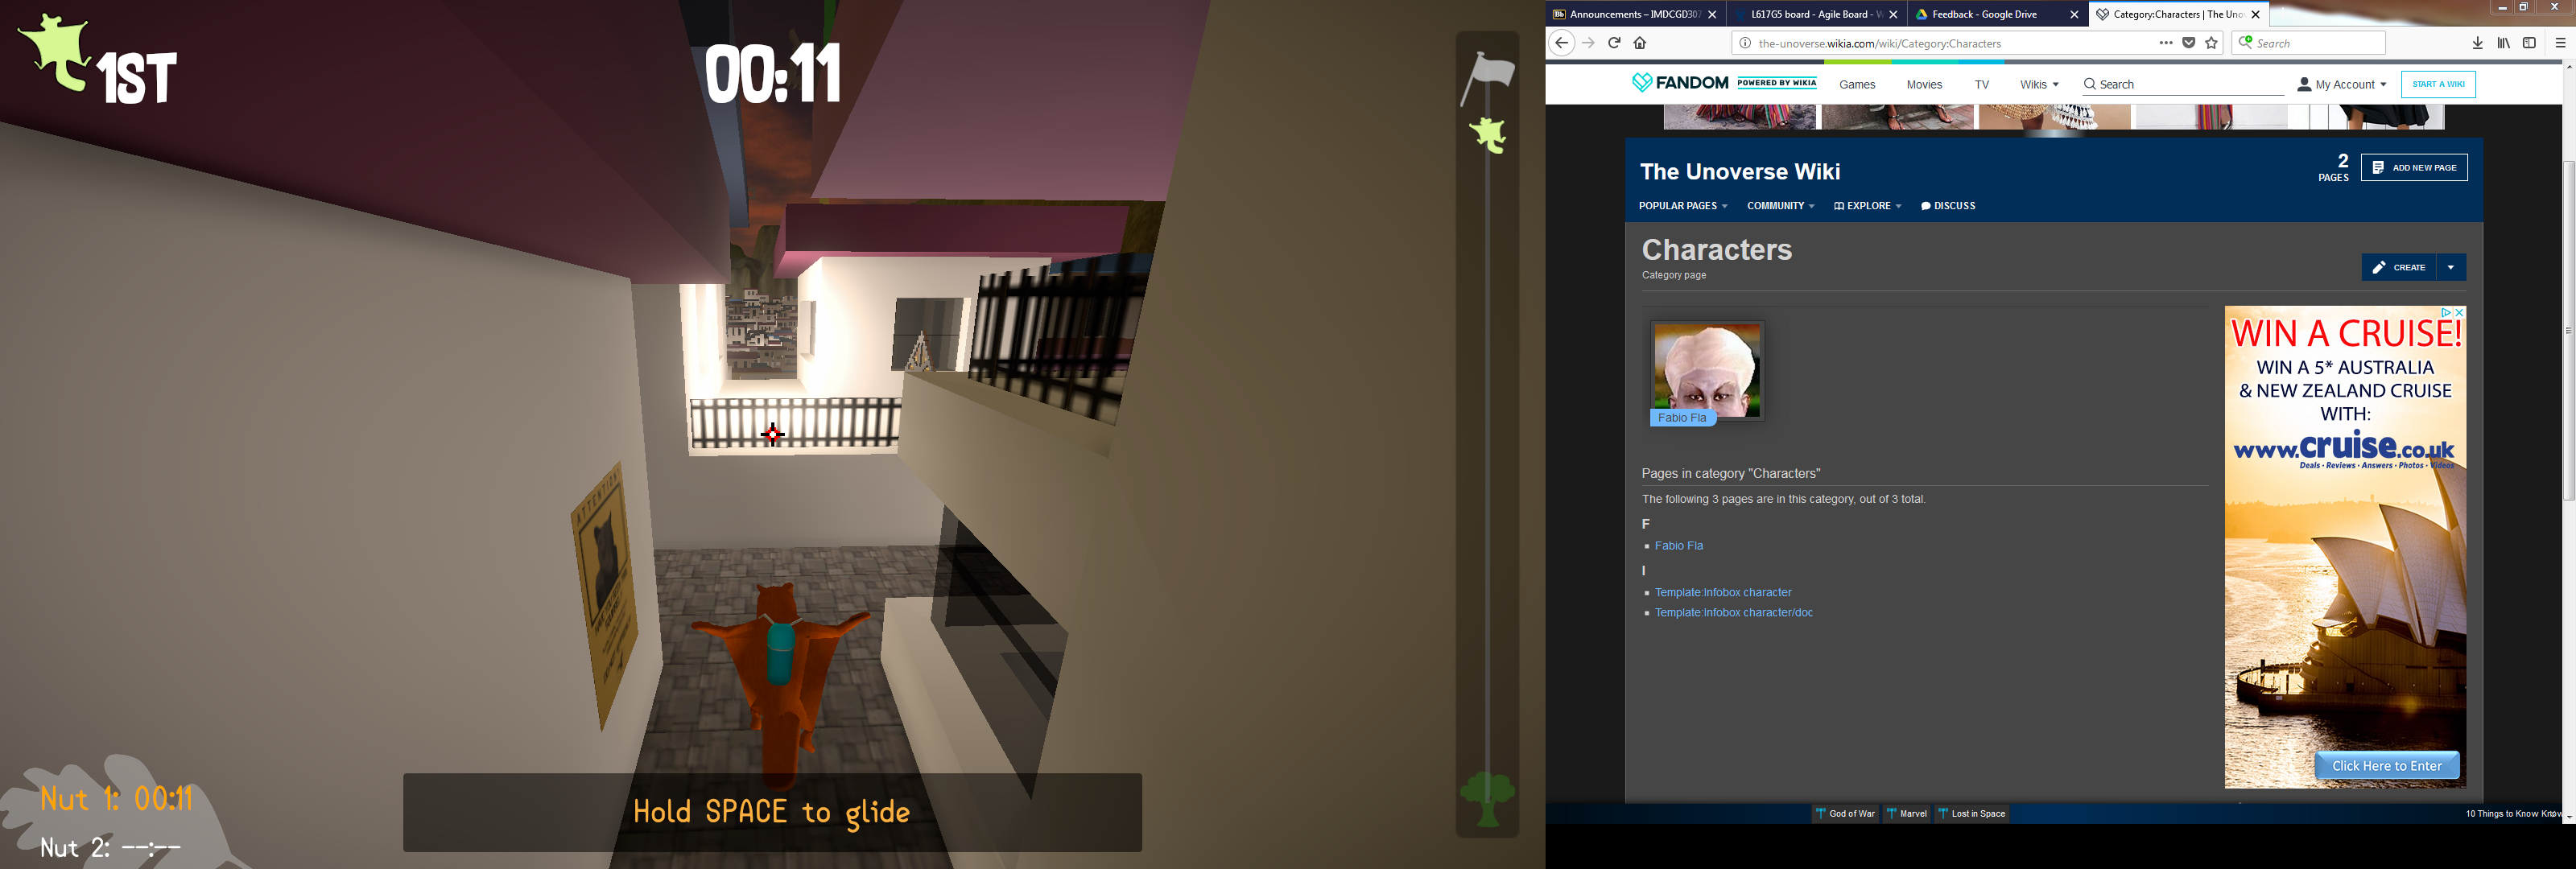 1ST
00:11
ATTENTION
Nut 1: 00:11
Nut 2: --:--
Hold SPACE to glide
Bb Announcements – IMDCGD307
L617G5 board - Agile Board - W
Feedback - Google Drive
Category:Characters | The Uno
the-unoverse.wikia.com/wiki/Category:Characters
Search
FANDOM POWERED BY WIKIA
Games
Movies
TV
Wikis
Search
My Account
START A WIKI
The Unoverse Wiki
2
PAGES
ADD NEW PAGE
POPULAR PAGES
COMMUNITY
EXPLORE
DISCUSS
Characters
Category page
CREATE
Fabio Fla
Pages in category "Characters"
The following 3 pages are in this category, out of 3 total.
F
Fabio Fla
I
Template:Infobox character
Template:Infobox character/doc
WIN A CRUISE!
WIN A 5* AUSTRALIA
& NEW ZEALAND CRUISE
WITH:
www.cruise.co.uk
Deals • Reviews • Answers • Photos • Videos
Click Here to Enter
God of War
Marvel
Lost in Space
10 Things to Know